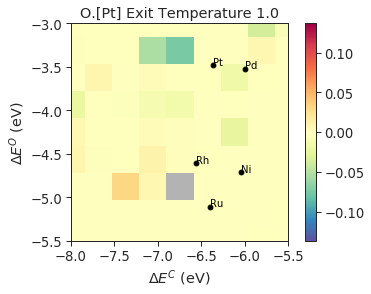 O.[Pt] Exit Temperature 1.0
−3.0
−3.5
−4.0
−4.5
−5.0
−5.5
ΔE^O (eV)
Pt
Pd
Rh
Ni
Ru
−8.0 −7.5 −7.0 −6.5 −6.0 −5.5
ΔE^C (eV)
0.10
0.05
0.00
−0.05
−0.10